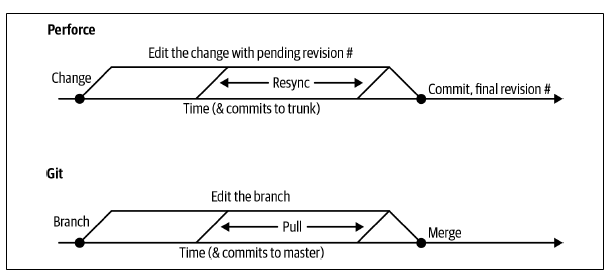 Perforce
Edit the change with pending revision #
Change
Resync
Commit, final revision #
Time (& commits to trunk)
Git
Edit the branch
Branch
Pull
Merge
Time (& commits to master)